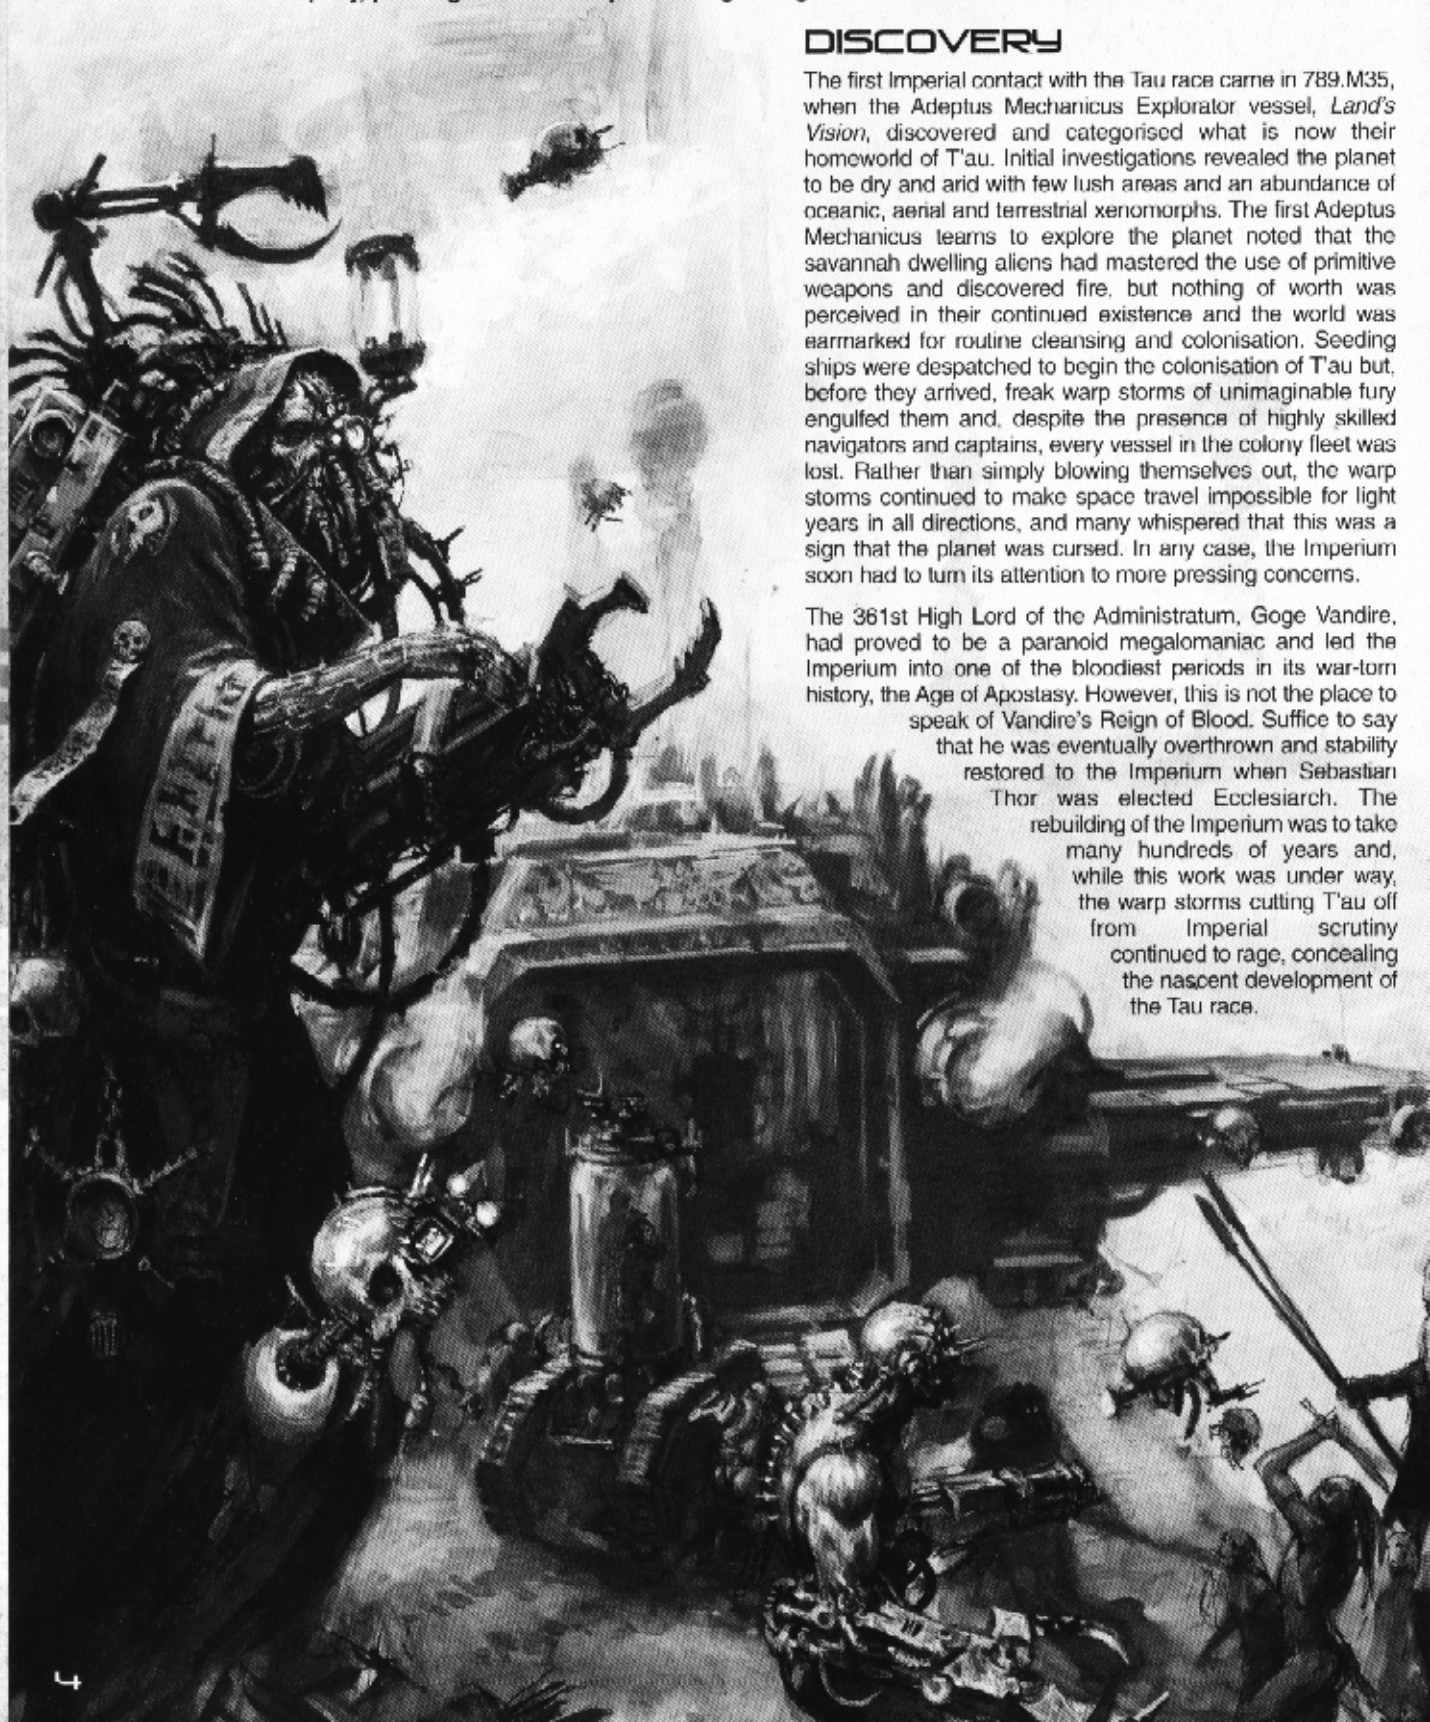 DISCOVERY
The first Imperial contact with the Tau race came in 789.M35,
when the Adeptus Mechanicus Explorator vessel, Land's
Vision, discovered and categorised what is now their
homeworld of T'au. Initial investigations revealed the planet
to be dry and arid with few lush areas and an abundance of
oceanic, aerial and terrestrial xenomorphs. The first Adeptus
Mechanicus teams to explore the planet noted that the
savannah dwelling aliens had mastered the use of primitive
weapons and discovered fire, but nothing of worth was
perceived in their continued existence and the world was
earmarked for routine cleansing and colonisation. Seeding
ships were despatched to begin the colonisation of T'au but,
before they arrived, freak warp storms of unimaginable fury
engulfed them and, despite the presence of highly skilled
navigators and captains, every vessel in the colony fleet was
lost. Rather than simply blowing themselves out, the warp
storms continued to make space travel impossible for light
years in all directions, and many whispered that this was a
sign that the planet was cursed. In any case, the Imperium
soon had to turn its attention to more pressing concerns.
The 361st High Lord of the Administratum, Goge Vandire,
had proved to be a paranoid megalomaniac and led the
Imperium into one of the bloodiest periods in its war-torn
history, the Age of Apostasy. However, this is not the place to
speak of Vandire's Reign of Blood. Suffice to say
that he was eventually overthrown and stability
restored to the Imperium when Sebastian
Thor was elected Ecclesiarch. The
rebuilding of the Imperium was to take
many hundreds of years and,
while this work was under way,
the warp storms cutting T'au off
from Imperial scrutiny
continued to rage, concealing
the nascent development of
the Tau race.
4